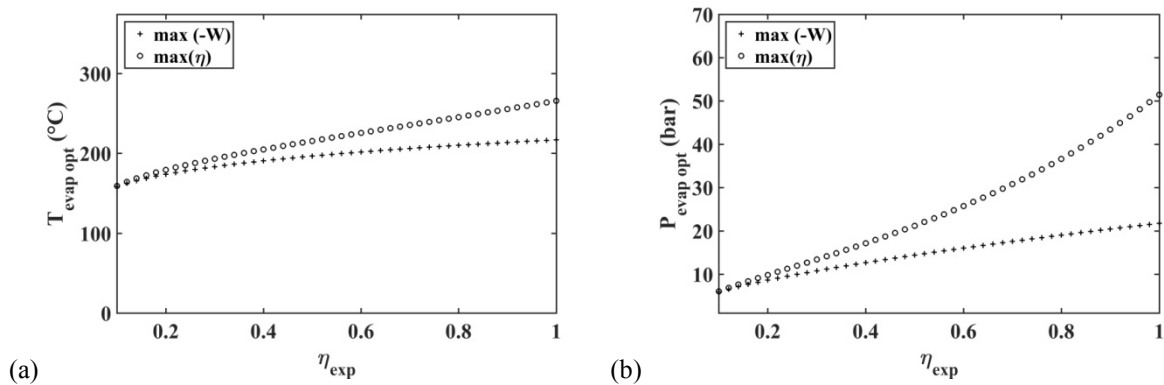 max (-W)
max(η)
300
200
100
0
T_evap opt (°C)
0.2 0.4 0.6 0.8 1
η_exp
(a)
max (-W)
max(η)
70
60
50
40
30
20
10
P_evap opt (bar)
0.2 0.4 0.6 0.8 1
η_exp
(b)